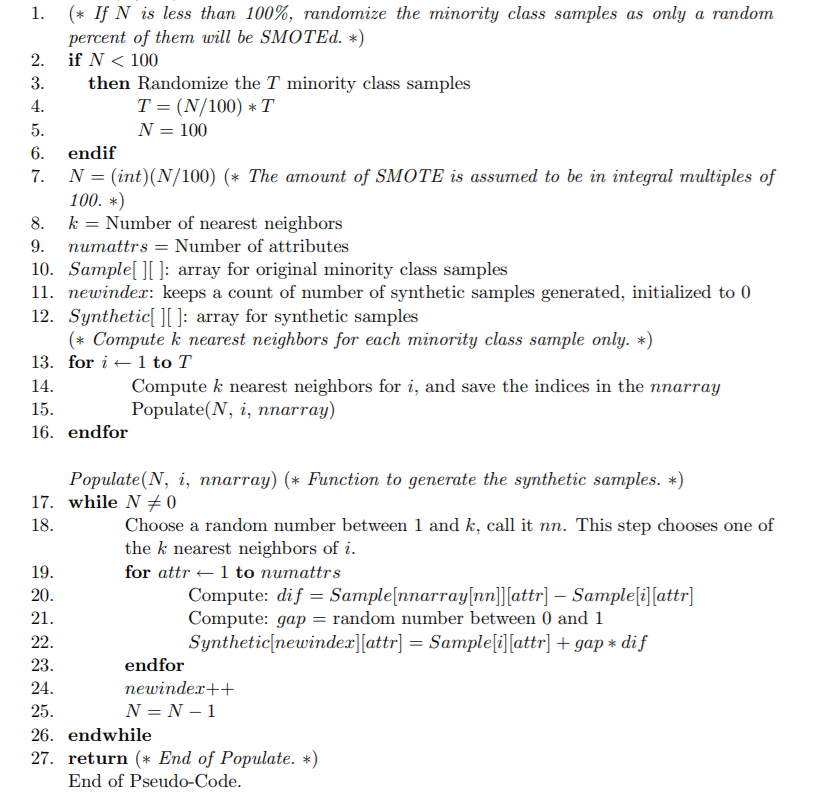 1. (∗ If N is less than 100%, randomize the minority class samples as only a random
percent of them will be SMOTEd. ∗)
2. if N < 100
3. then Randomize the T minority class samples
4. T = (N/100) ∗ T
5. N = 100
6. endif
7. N = (int)(N/100) (∗ The amount of SMOTE is assumed to be in integral multiples of
100. ∗)
8. k = Number of nearest neighbors
9. numattrs = Number of attributes
10. Sample[ ][ ]: array for original minority class samples
11. newindex: keeps a count of number of synthetic samples generated, initialized to 0
12. Synthetic[ ][ ]: array for synthetic samples
(∗ Compute k nearest neighbors for each minority class sample only. ∗)
13. for i ← 1 to T
14. Compute k nearest neighbors for i, and save the indices in the nnarray
15. Populate(N, i, nnarray)
16. endfor
Populate(N, i, nnarray) (∗ Function to generate the synthetic samples. ∗)
17. while N ≠ 0
18. Choose a random number between 1 and k, call it nn. This step chooses one of
the k nearest neighbors of i.
19. for attr ← 1 to numattrs
20. Compute: dif = Sample[nnarray[nn]][attr] − Sample[i][attr]
21. Compute: gap = random number between 0 and 1
22. Synthetic[newindex][attr] = Sample[i][attr] + gap ∗ dif
23. endfor
24. newindex++
25. N = N − 1
26. endwhile
27. return (∗ End of Populate. ∗)
End of Pseudo-Code.